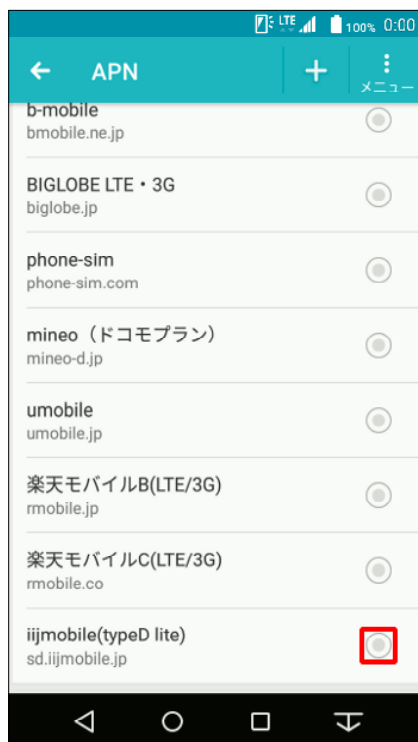 LTE 100% 0:00
APN
メニュー
b-mobile
bmobile.ne.jp
BIGLOBE LTE・3G
biglobe.jp
phone-sim
phone-sim.com
mineo（ドコモプラン）
mineo-d.jp
umobile
umobile.jp
楽天モバイルB(LTE/3G)
rmobile.jp
楽天モバイルC(LTE/3G)
rmobile.co
iijmobile(typeD lite)
sd.iijmobile.jp